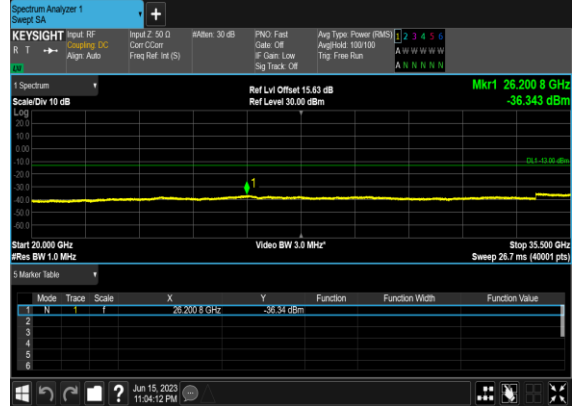 Spectrum Analyzer 1
Swept SA
+
KEYSIGHT Input: RF Input Z: 50 Ω #Atten: 30 dB PNO: Fast Avg Type: Power (RMS) 1 2 3 4 5 6
R T Coupling: DC Corr CCorr Gate: Off Avg|Hold: 100/100 A W W W W W
Align: Auto Freq Ref: Int (S) IF Gain: Low Trig: Free Run
Sig Track: Off A N N N N N
1 Spectrum Ref Lvl Offset 15.63 dB Mkr1 26.200 8 GHz
Scale/Div 10 dB Ref Level 30.00 dBm -36.343 dBm
Log
20.0
10.0
0.00
-10.0
DL1 -13.00 dBm
-20.0
1
-30.0
-40.0
-50.0
-60.0
Start 20.000 GHz Video BW 3.0 MHz* Stop 35.500 GHz
#Res BW 1.0 MHz Sweep 26.7 ms (40001 pts)
5 Marker Table
Mode Trace Scale X Y Function Function Width Function Value
1 N 1 f 26.200 8 GHz -36.34 dBm
2
3
4
5
6
? Jun 15, 2023
11:04:12 PM